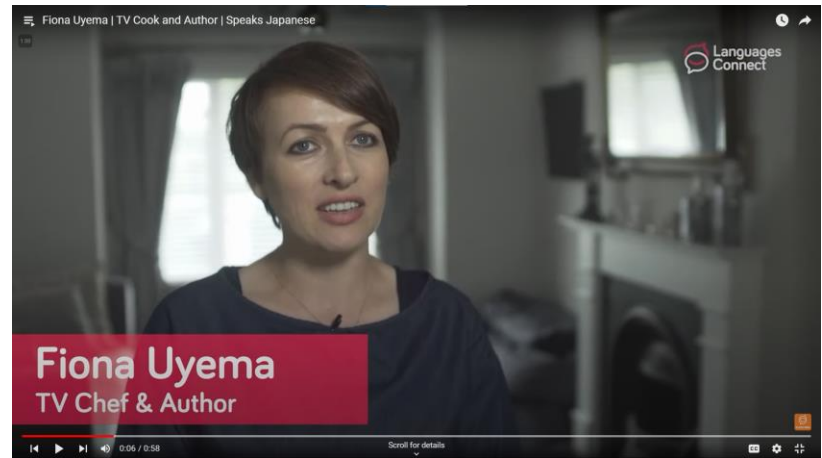 Fiona Uyema | TV Cook and Author | Speaks Japanese
Languages
Connect
Fiona Uyema
TV Chef & Author
0:06 / 0:58
Scroll for details
CC